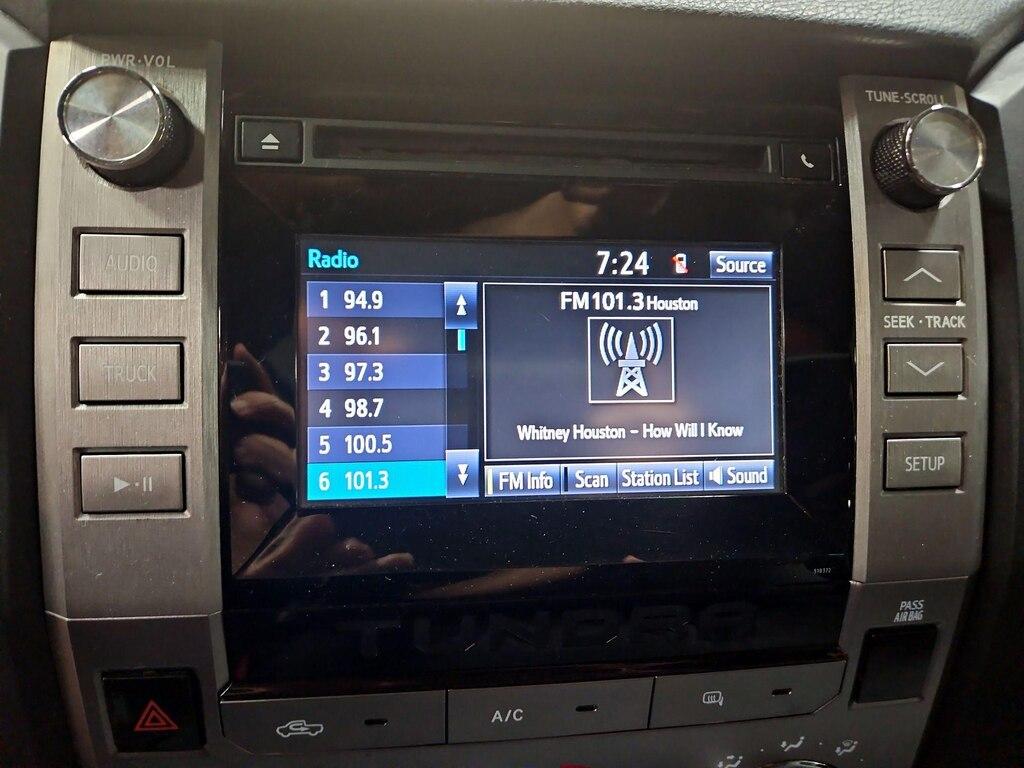 PWR·VOL
TUNE·SCROLL
AUDIO
TRUCK
SEEK · TRACK
SETUP
Radio
7:24
Source
1 94.9
2 96.1
3 97.3
4 98.7
5 100.5
6 101.3
FM101.3 Houston
Whitney Houston - How Will I Know
FM Info
Scan
Station List
Sound
TUNDRA
PASS
AIR BAG
A/C